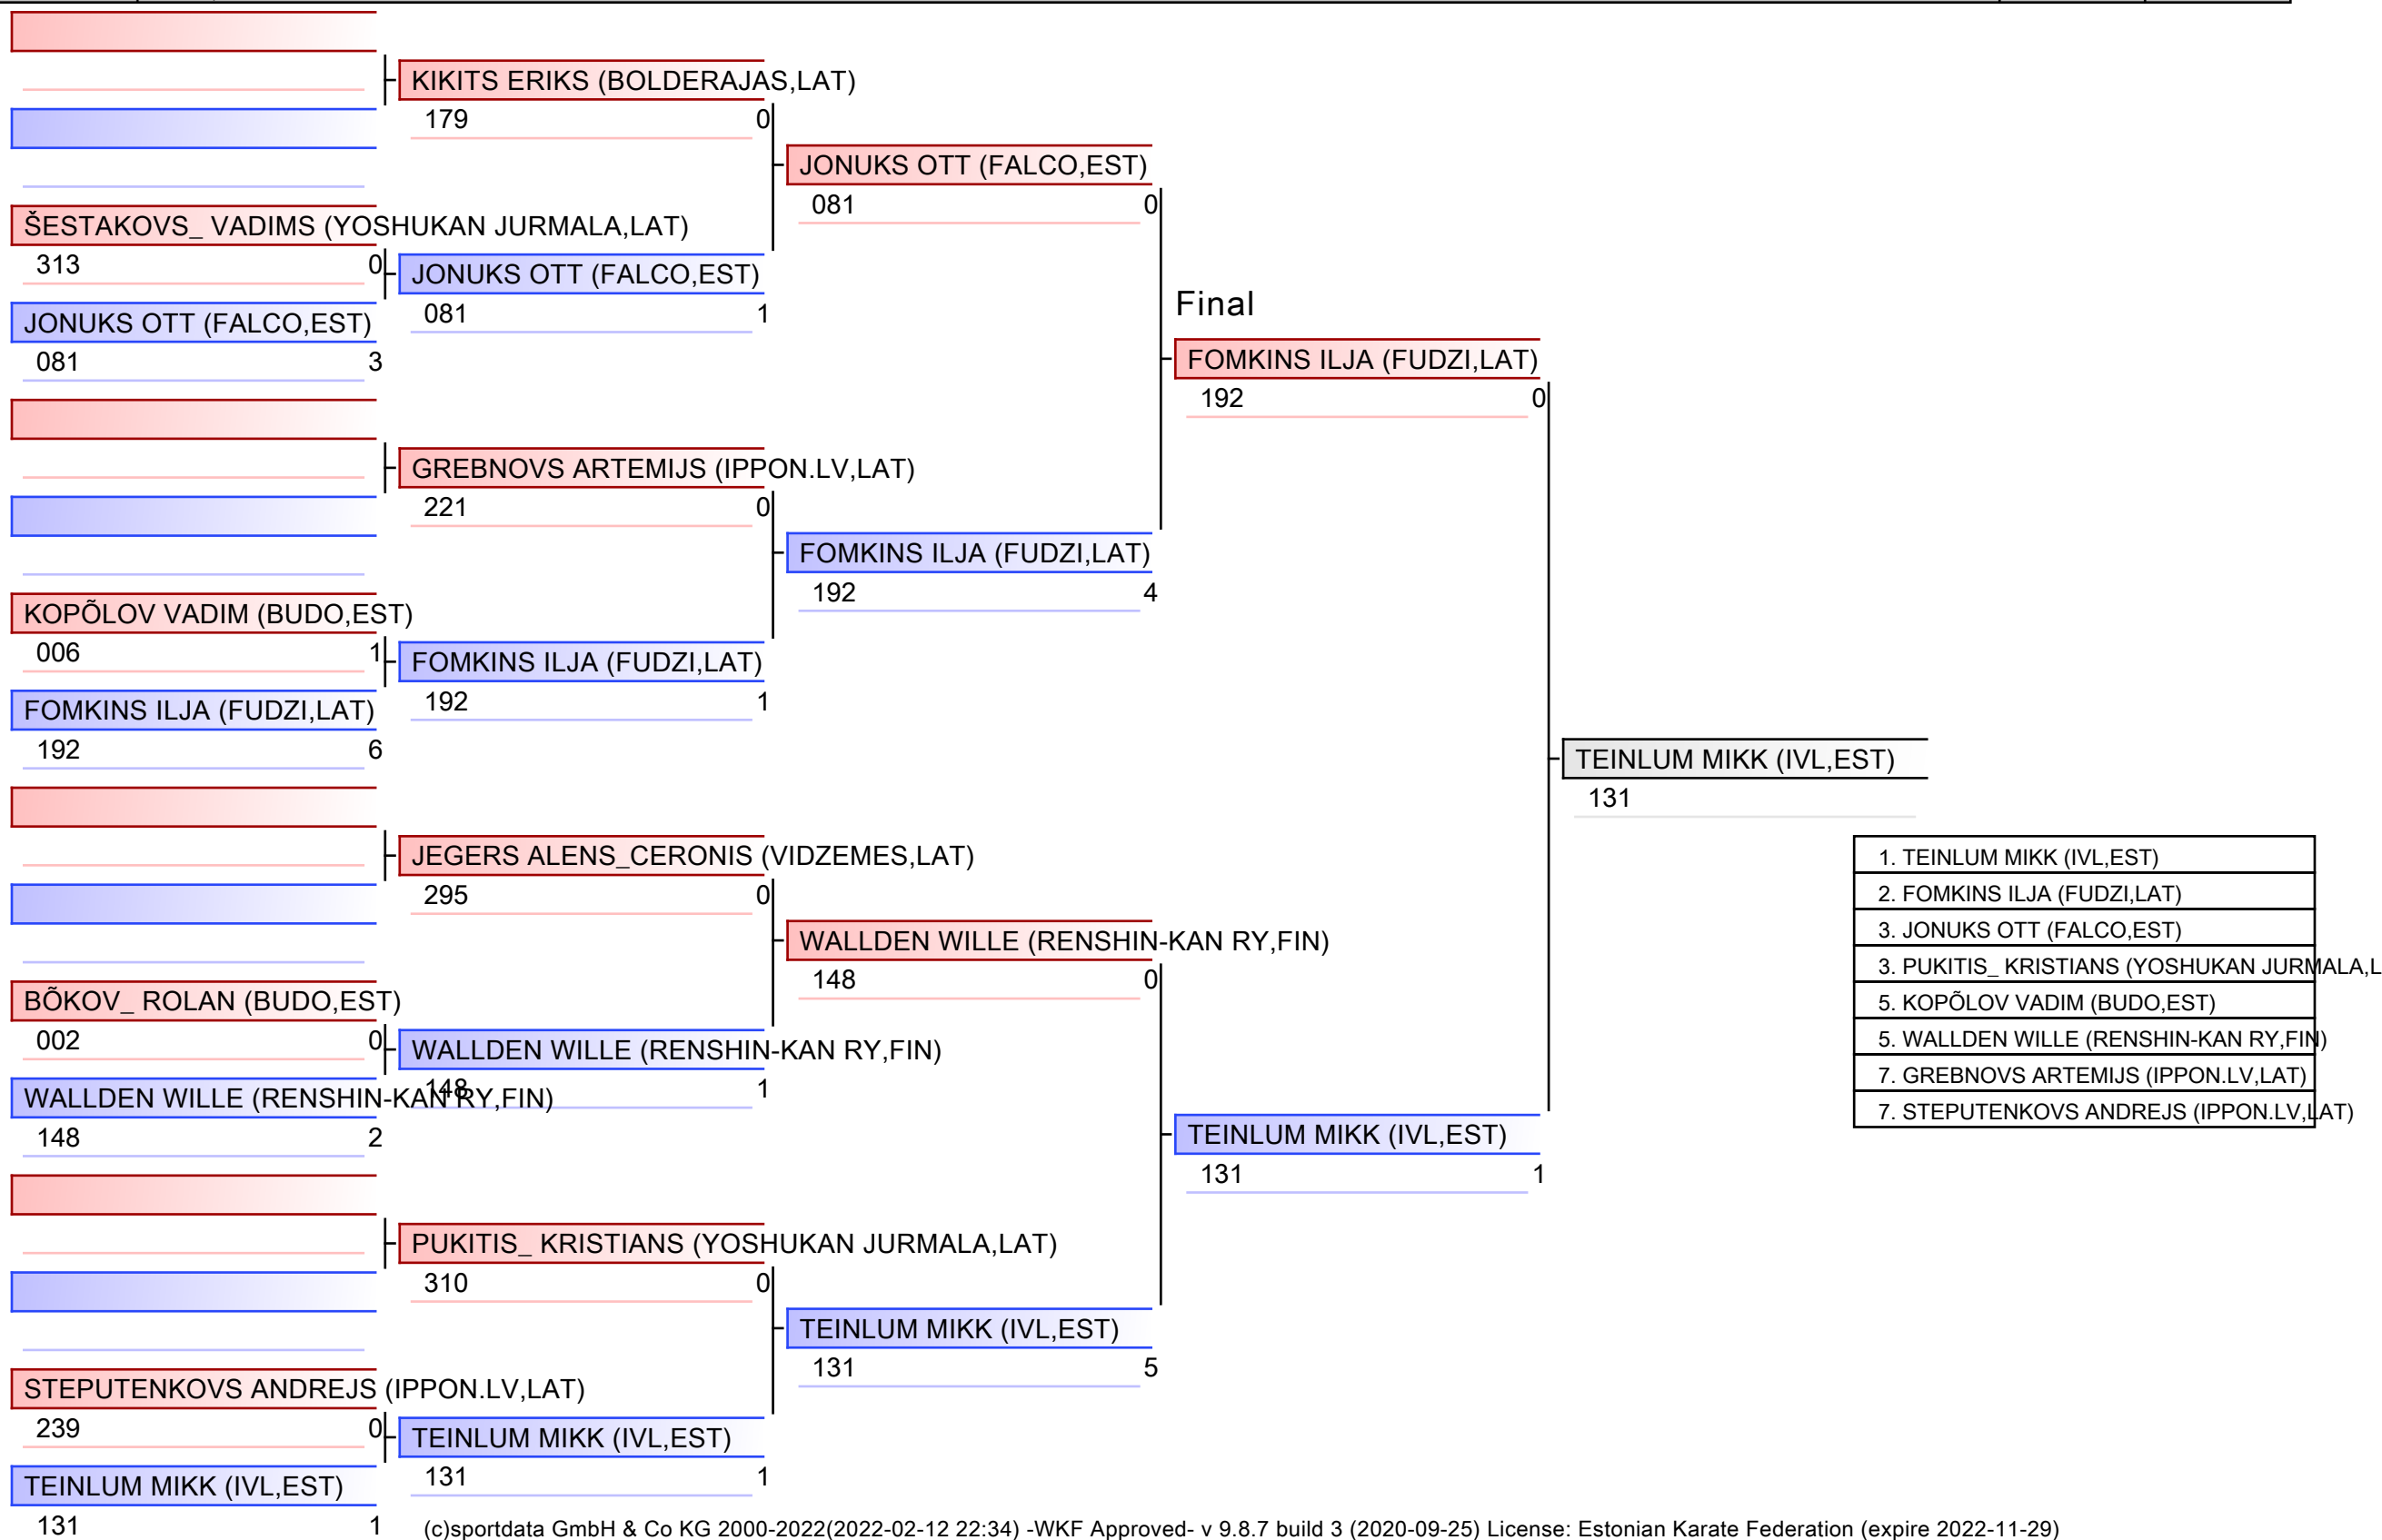 KIKITS ERIKS (BOLDERAJAS,LAT)
179 0
JONUKS OTT (FALCO,EST)
081 0
ŠESTAKOVS_ VADIMS (YOSHUKAN JURMALA,LAT)
313 0
JONUKS OTT (FALCO,EST)
081 1
JONUKS OTT (FALCO,EST)
081 3
Final
FOMKINS ILJA (FUDZI,LAT)
192 0
GREBNOVS ARTEMIJS (IPPON.LV,LAT)
221 0
FOMKINS ILJA (FUDZI,LAT)
192 4
KOPÕLOV VADIM (BUDO,EST)
006 1
FOMKINS ILJA (FUDZI,LAT)
192 1
FOMKINS ILJA (FUDZI,LAT)
192 6
TEINLUM MIKK (IVL,EST)
131
JEGERS ALENS_CERONIS (VIDZEMES,LAT)
295 0
WALLDEN WILLE (RENSHIN-KAN RY,FIN)
148 0
BÕKOV_ ROLAN (BUDO,EST)
002 0
WALLDEN WILLE (RENSHIN-KAN RY,FIN)
148 1
WALLDEN WILLE (RENSHIN-KAN RY,FIN)
148 2
TEINLUM MIKK (IVL,EST)
131 1
PUKITIS_ KRISTIANS (YOSHUKAN JURMALA,LAT)
310 0
TEINLUM MIKK (IVL,EST)
131 5
STEPUTENKOVS ANDREJS (IPPON.LV,LAT)
239 0
TEINLUM MIKK (IVL,EST)
131 1
TEINLUM MIKK (IVL,EST)
131 1
1. TEINLUM MIKK (IVL,EST)
2. FOMKINS ILJA (FUDZI,LAT)
3. JONUKS OTT (FALCO,EST)
3. PUKITIS_ KRISTIANS (YOSHUKAN JURMALA,L
5. KOPÕLOV VADIM (BUDO,EST)
5. WALLDEN WILLE (RENSHIN-KAN RY,FIN)
7. GREBNOVS ARTEMIJS (IPPON.LV,LAT)
7. STEPUTENKOVS ANDREJS (IPPON.LV,LAT)
(c)sportdata GmbH & Co KG 2000-2022(2022-02-12 22:34) -WKF Approved- v 9.8.7 build 3 (2020-09-25) License: Estonian Karate Federation (expire 2022-11-29)